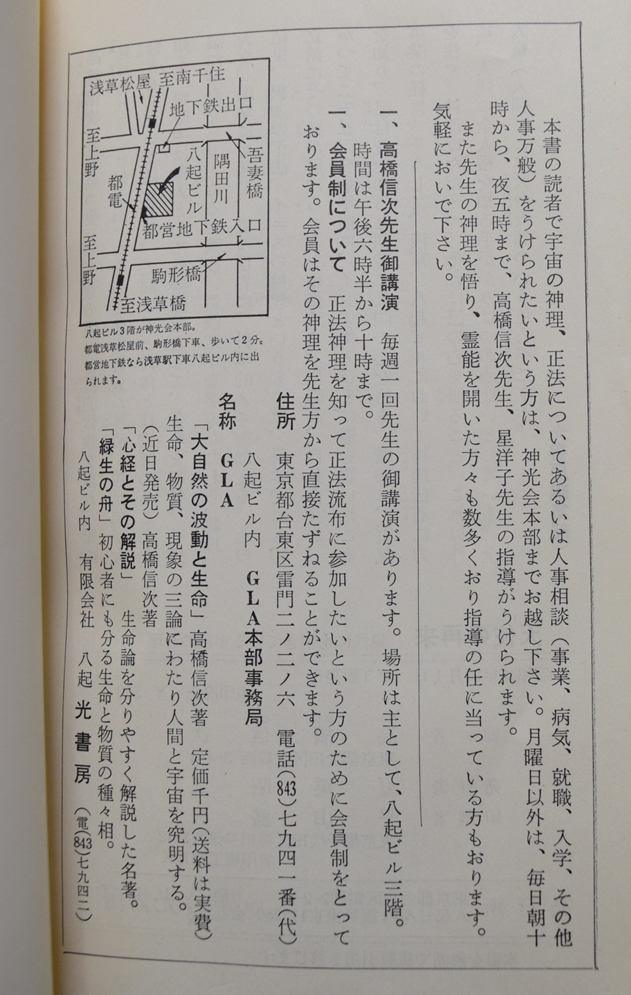 本書の読者で宇宙の神理、正法についてあるいは人事相談（事業、病気、就職、入学、その他
人事万般）をうけられたいという方は、神光会本部までお越し下さい。月曜日以外は、毎日朝十
時から、夜五時まで、高橋信次先生、星洋子先生の指導がうけられます。
また先生の神理を悟り、霊能を開いた方々も数多くおり指導の任に当っている方もおります。
気軽においで下さい。
一、高橋信次先生御講演　毎週一回先生の御講演があります。場所は主として、八起ビル三階。
時間は午後六時半から十時まで。
一、会員制について　正法神理を知って正法流布に参加したいという方のために会員制をとって
おります。会員はその神理を先生方から直接たずねることができます。
住所　東京都台東区雷門二ノ二ノ六　電話(843)七九四一番(代)
八起ビル内　GLA本部事務局
名称　GLA
「大自然の波動と生命」高橋信次著　定価千円(送料は実費)
生命、物質、現象の三論にわたり人間と宇宙を究明する。
(近日発売)高橋信次著
「心経とその解説」　生命論を分りやすく解説した名著。
「緑生の舟」初心者にも分る生命と物質の種々相。
八起ビル内　有限会社　八起光書房　(電(843)七九四二)
浅草松屋
至南千住
地下鉄出口
至上野
吾妻橋
隅田川
八起ビル
都電
都営地下鉄入口
至上野
駒形橋
至浅草橋
八起ビル3階が神光会本部。
都電浅草松屋前、駒形橋下車、歩いて2分。
都営地下鉄なら浅草駅下車八起ビル内に出
られます。